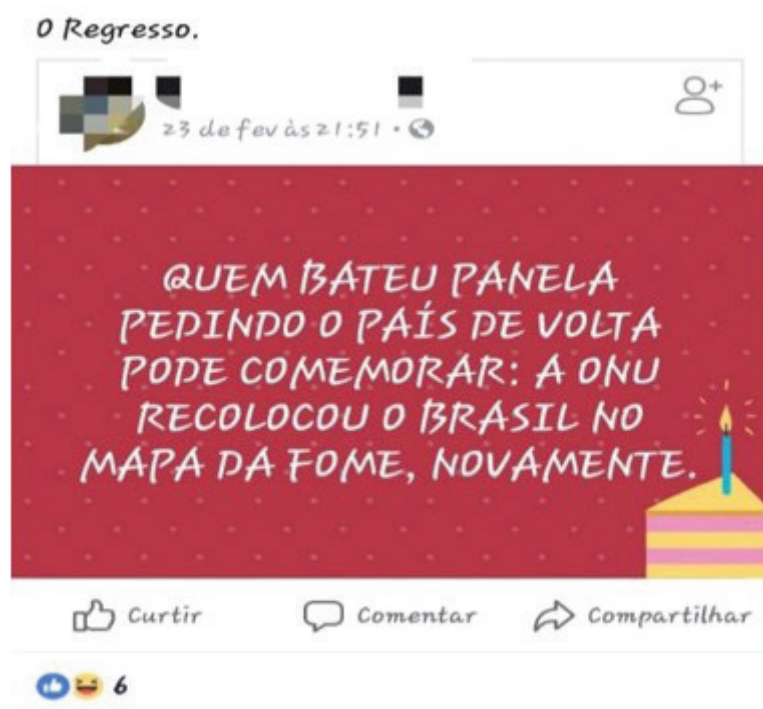 O Regresso.
23 de fev às 21:51 •
QUEM BATEU PANELA
PEDINDO O PAÍS DE VOLTA
PODE COMEMORAR: A ONU
RECOLOCOU O BRASIL NO
MAPA DA FOME, NOVAMENTE.
Curtir Comentar Compartilhar
6